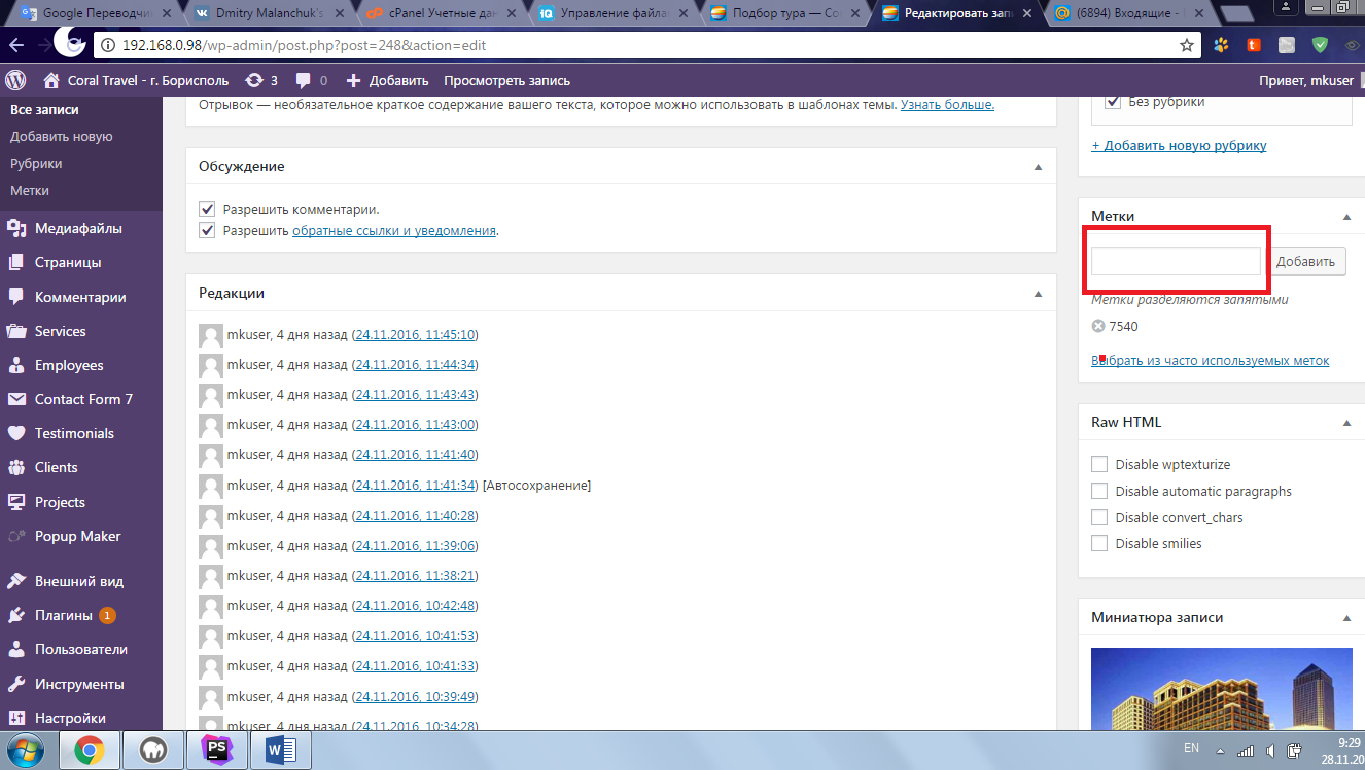 Google Переводчи
Dmitry Malanchuk's
cPanel Учетные дан
Управление файла
Подбор тура — Co
Редактировать зап
(6894) Входящие -
192.168.0.98/wp-admin/post.php?post=248&action=edit
Coral Travel - г. Борисполь
3
0
Добавить
Просмотреть запись
Привет, mkuser
Все записи
Добавить новую
Рубрики
Метки
Медиафайлы
Страницы
Комментарии
Services
Employees
Contact Form 7
Testimonials
Clients
Projects
Popup Maker
Внешний вид
Плагины 1
Пользователи
Инструменты
Настройки
Отрывок — необязательное краткое содержание вашего текста, которое можно использовать в шаблонах темы. Узнать больше.
Обсуждение
Разрешить комментарии.
Разрешить обратные ссылки и уведомления.
Редакции
mkuser, 4 дня назад (24.11.2016, 11:45:10)
mkuser, 4 дня назад (24.11.2016, 11:44:34)
mkuser, 4 дня назад (24.11.2016, 11:43:43)
mkuser, 4 дня назад (24.11.2016, 11:43:00)
mkuser, 4 дня назад (24.11.2016, 11:41:40)
mkuser, 4 дня назад (24.11.2016, 11:41:34) [Автосохранение]
mkuser, 4 дня назад (24.11.2016, 11:40:28)
mkuser, 4 дня назад (24.11.2016, 11:39:06)
mkuser, 4 дня назад (24.11.2016, 11:38:21)
mkuser, 4 дня назад (24.11.2016, 10:42:48)
mkuser, 4 дня назад (24.11.2016, 10:41:53)
mkuser, 4 дня назад (24.11.2016, 10:41:33)
mkuser, 4 дня назад (24.11.2016, 10:39:49)
mkuser, 4 дня назад (24.11.2016, 10:34:28)
Без рубрики
+ Добавить новую рубрику
Метки
Добавить
Метки разделяются запятыми
7540
Выбрать из часто используемых меток
Raw HTML
Disable wptexturize
Disable automatic paragraphs
Disable convert_chars
Disable smilies
Миниатюра записи
PS
W
EN
9:29
28.11.20